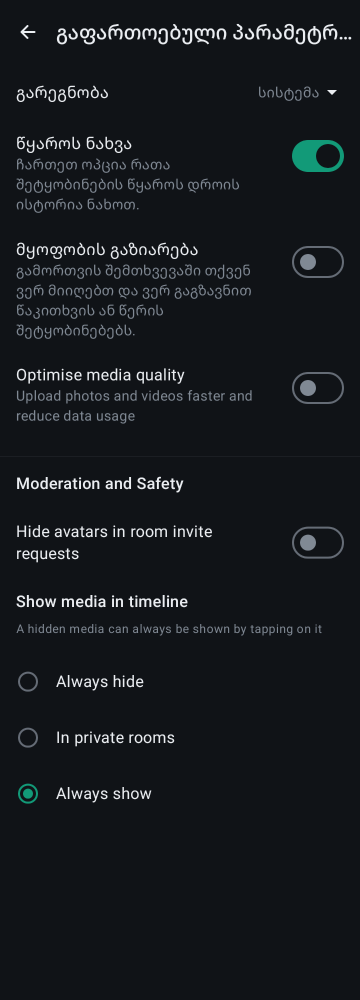 გაფართოებული პარამეტრ...
გარეგნობა
სისტემა
წყაროს ნახვა
ჩართეთ ოპცია რათა
შეტყობინების წყაროს დროის
ისტორია ნახოთ.
მყოფობის გაზიარება
გამორთვის შემთხვევაში თქვენ
ვერ მიიღებთ და ვერ გაგზავნით
წაკითხვის ან წერის
შეტყობინებებს.
Optimise media quality
Upload photos and videos faster and
reduce data usage
Moderation and Safety
Hide avatars in room invite
requests
Show media in timeline
A hidden media can always be shown by tapping on it
Always hide
In private rooms
Always show